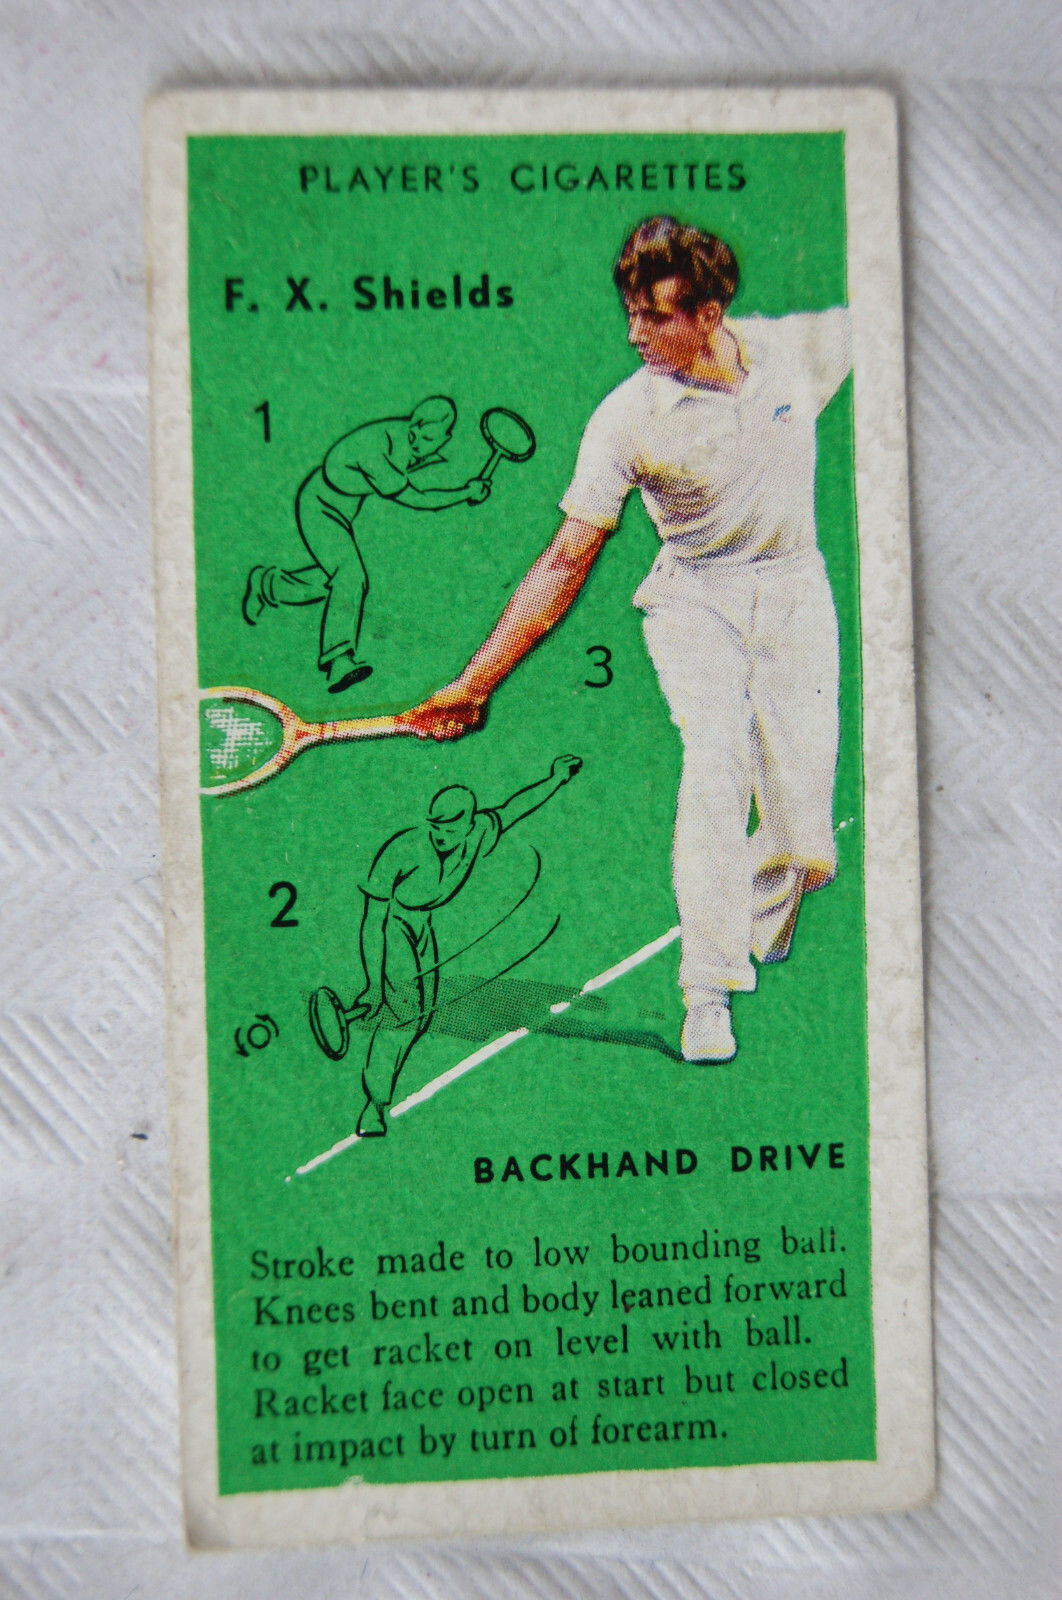 PLAYER'S CIGARETTES
F. X. Shields
1
3
2
BACKHAND DRIVE
Stroke made to low bounding ball.
Knees bent and body leaned forward
to get racket on level with ball.
Racket face open at start but closed
at impact by turn of forearm.